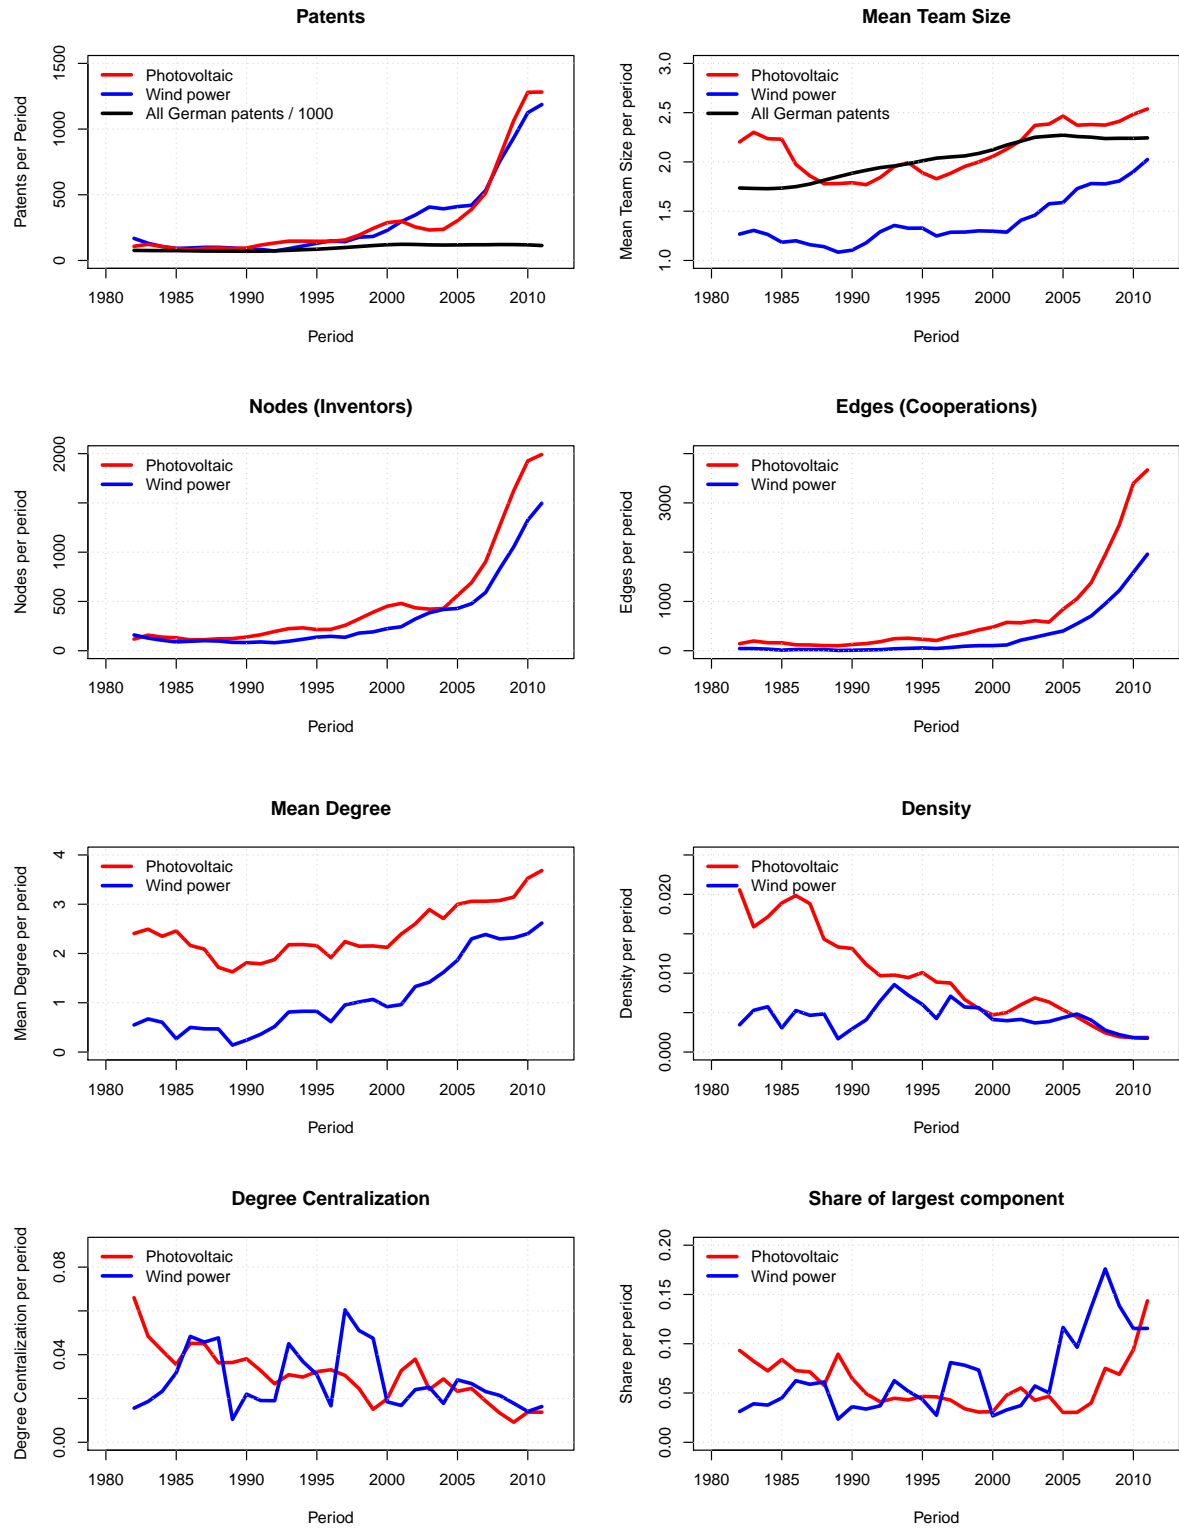 Patents
Patents per Period
1500
1000
500
0
Photovoltaic
Wind power
All German patents / 1000
1980 1985 1990 1995 2000 2005 2010
Period
Mean Team Size
Mean Team Size per period
3.0
2.5
2.0
1.5
1.0
Photovoltaic
Wind power
All German patents
1980 1985 1990 1995 2000 2005 2010
Period
Nodes (Inventors)
Nodes per period
2000
1000
500
0
Photovoltaic
Wind power
1980 1985 1990 1995 2000 2005 2010
Period
Edges (Cooperations)
Edges per period
3000
1000
0
Photovoltaic
Wind power
1980 1985 1990 1995 2000 2005 2010
Period
Mean Degree
Mean Degree per period
4
3
2
1
0
Photovoltaic
Wind power
1980 1985 1990 1995 2000 2005 2010
Period
Density
Density per period
0.020
0.010
0.000
Photovoltaic
Wind power
1980 1985 1990 1995 2000 2005 2010
Period
Degree Centralization
Degree Centralization per period
0.08
0.04
0.00
Photovoltaic
Wind power
1980 1985 1990 1995 2000 2005 2010
Period
Share of largest component
Share per period
0.20
0.15
0.10
0.05
0.00
Photovoltaic
Wind power
1980 1985 1990 1995 2000 2005 2010
Period